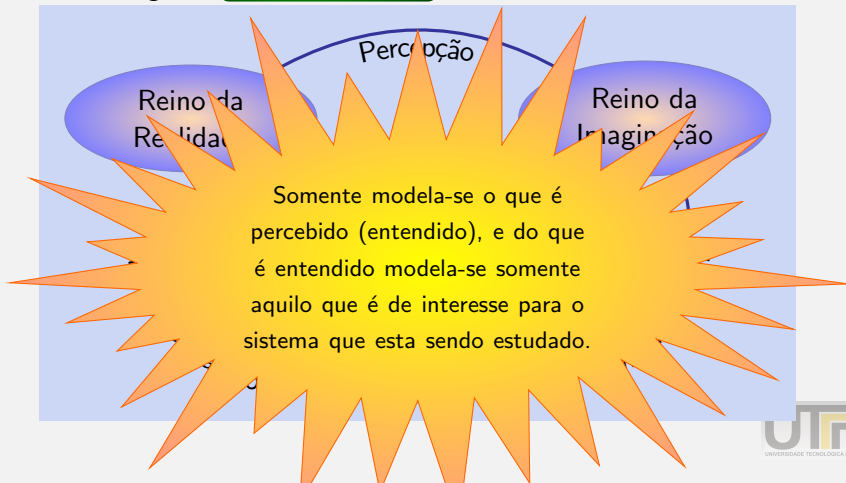 Percepção
Reino da
Reino da
Imaginação
Somente modela-se o que é
percebido (entendido), e do que
é entendido modela-se somente
aquilo que é de interesse para o
sistema que esta sendo estudado.